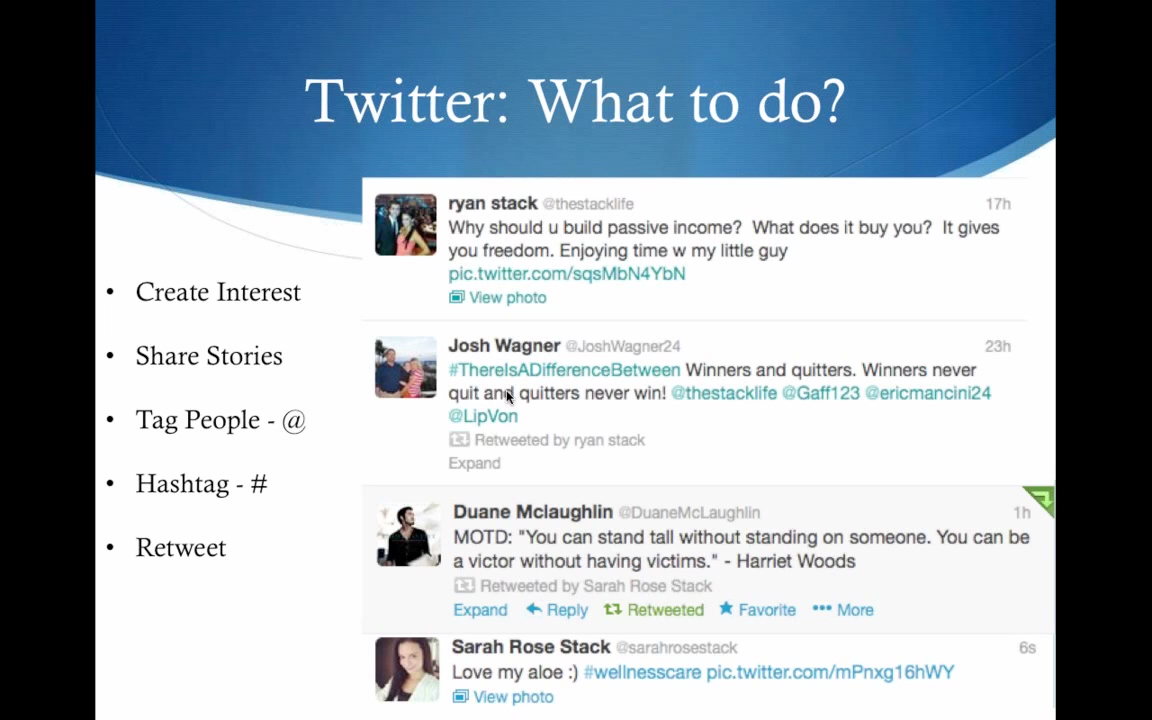 Twitter: What to do?
• Create Interest
• Share Stories
• Tag People - @
• Hashtag - #
• Retweet
ryan stack @thestacklife 17h
Why should u build passive income?  What does it buy you?  It gives
you freedom. Enjoying time w my little guy
pic.twitter.com/sqsMbN4YbN
View photo
Josh Wagner @JoshWagner24 23h
#ThereIsADifferenceBetween Winners and quitters. Winners never
quit and quitters never win! @thestacklife @Gaff123 @ericmancini24
@LipVon
Retweeted by ryan stack
Expand
Duane Mclaughlin @DuaneMcLaughlin 1h
MOTD: "You can stand tall without standing on someone. You can be
a victor without having victims." - Harriet Woods
Retweeted by Sarah Rose Stack
Expand Reply Retweeted Favorite ••• More
Sarah Rose Stack @sarahrosestack 6s
Love my aloe :) #wellnesscare pic.twitter.com/mPnxg16hWY
View photo